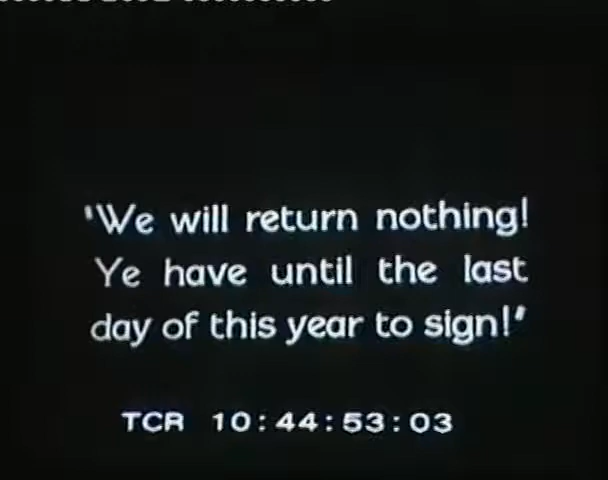 'We will return nothing!
Ye have until the last
day of this year to sign!'
TCR 10:44:53:03